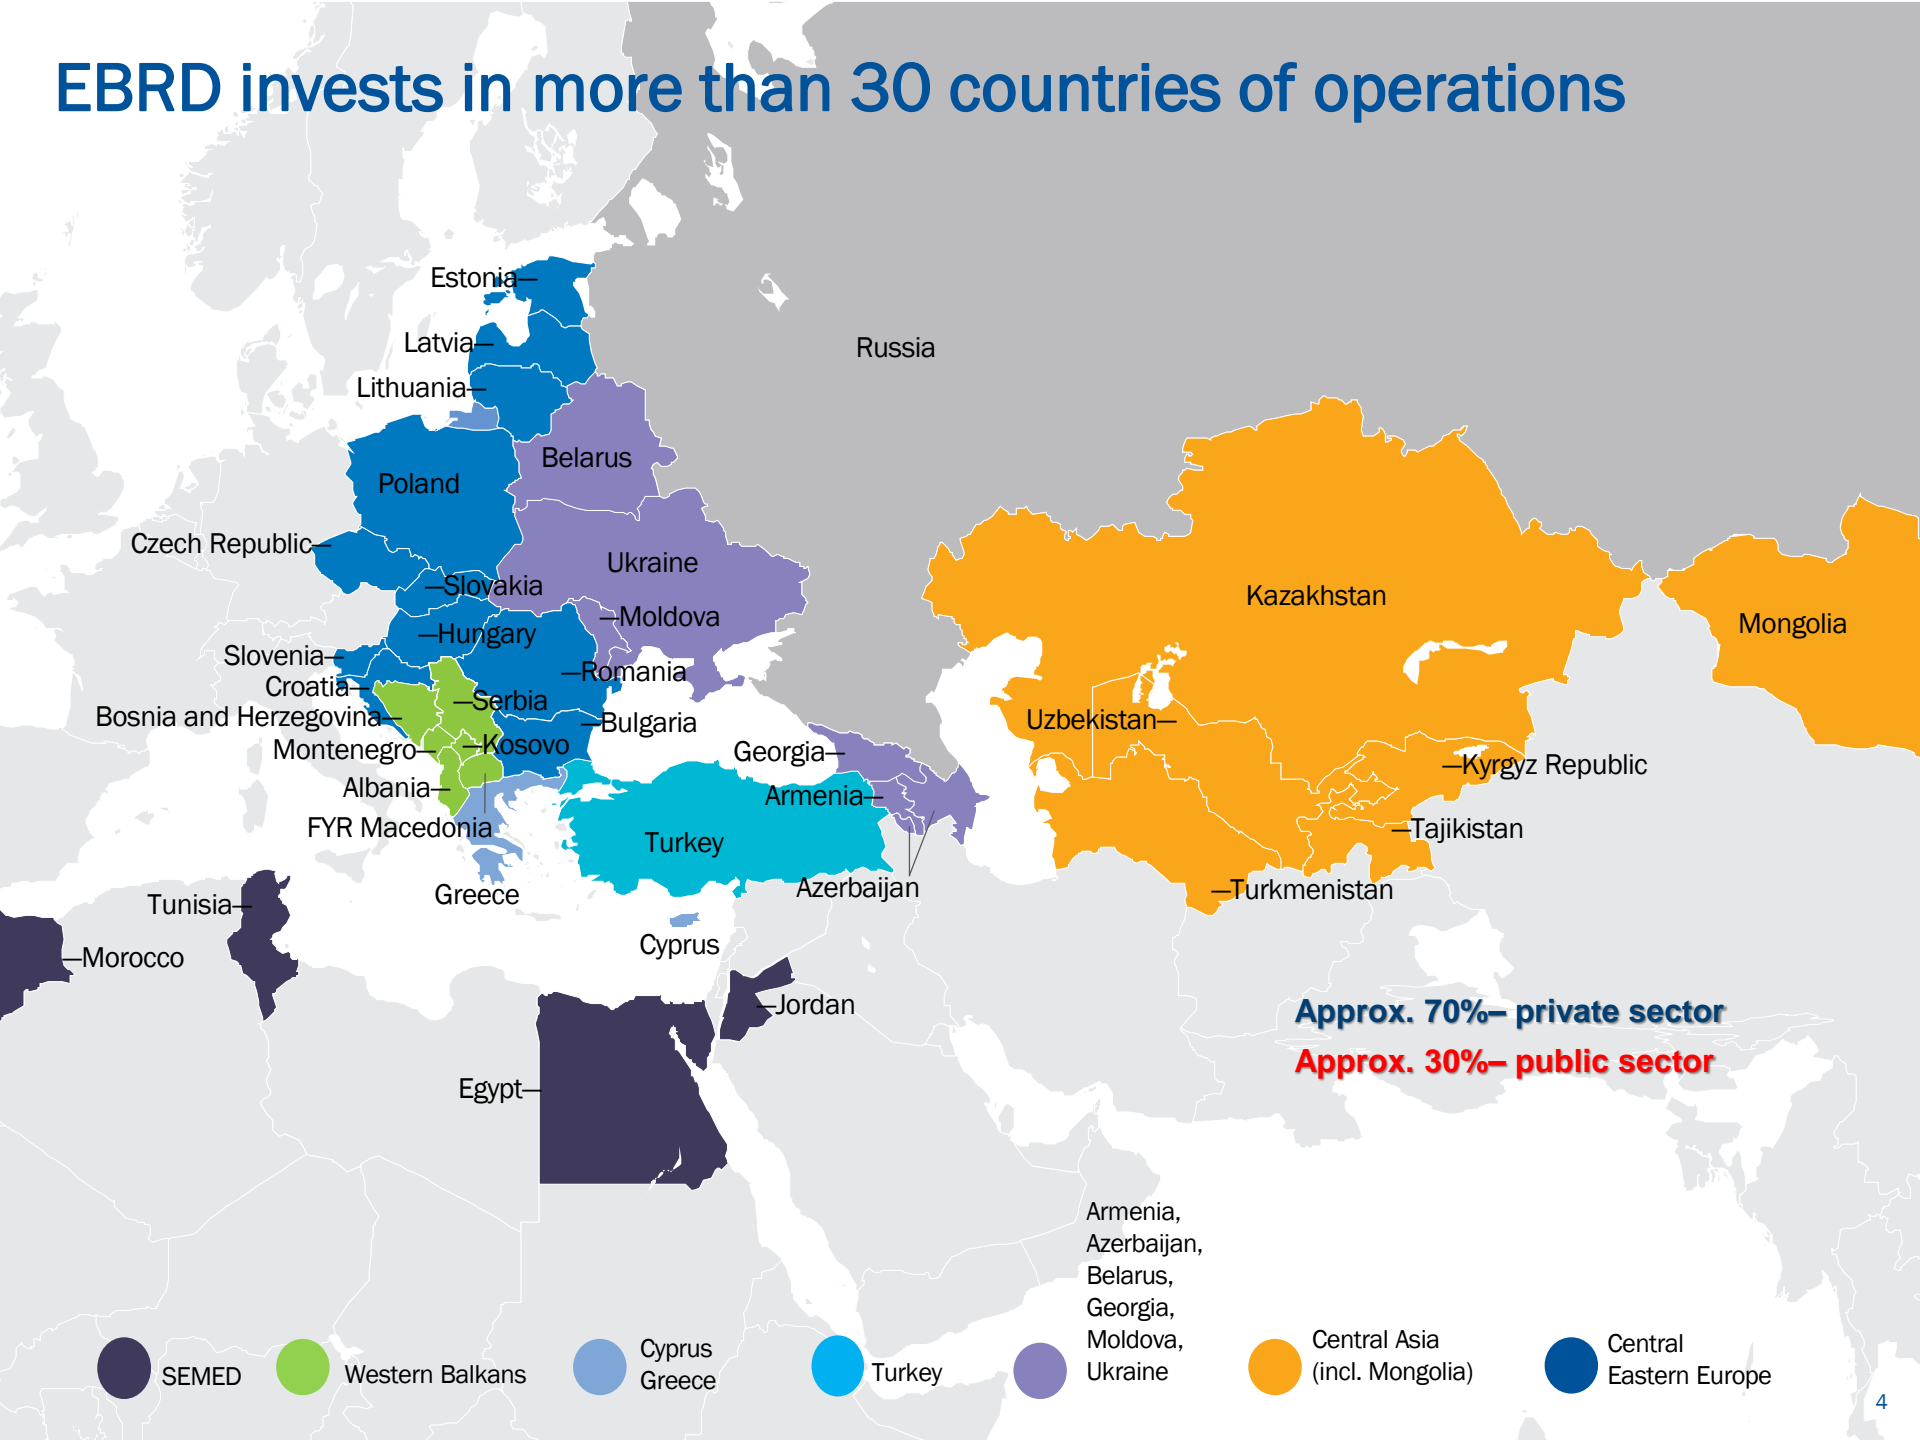 EBRD invests in more than 30 countries of operations
Estonia
Latvia
Russia
Lithuania
Belarus
Poland
Czech Republic
Ukraine
Slovakia
Kazakhstan
Moldova
Mongolia
Hungary
Slovenia
Romania
Croatia
Serbia
Bosnia and Herzegovina
Bulgaria
Uzbekistan
Kosovo
Montenegro
Georgia
Kyrgyz Republic
Albania
Armenia
FYR Macedonia
Tajikistan
Turkey
Azerbaijan
Turkmenistan
Greece
Tunisia
Cyprus
Morocco
Jordan
Approx. 70%– private sector
Approx. 30%– public sector
Egypt
SEMED
Western Balkans
Cyprus
Greece
Turkey
Armenia,
Azerbaijan,
Belarus,
Georgia,
Moldova,
Ukraine
Central Asia
(incl. Mongolia)
Central
Eastern Europe
4